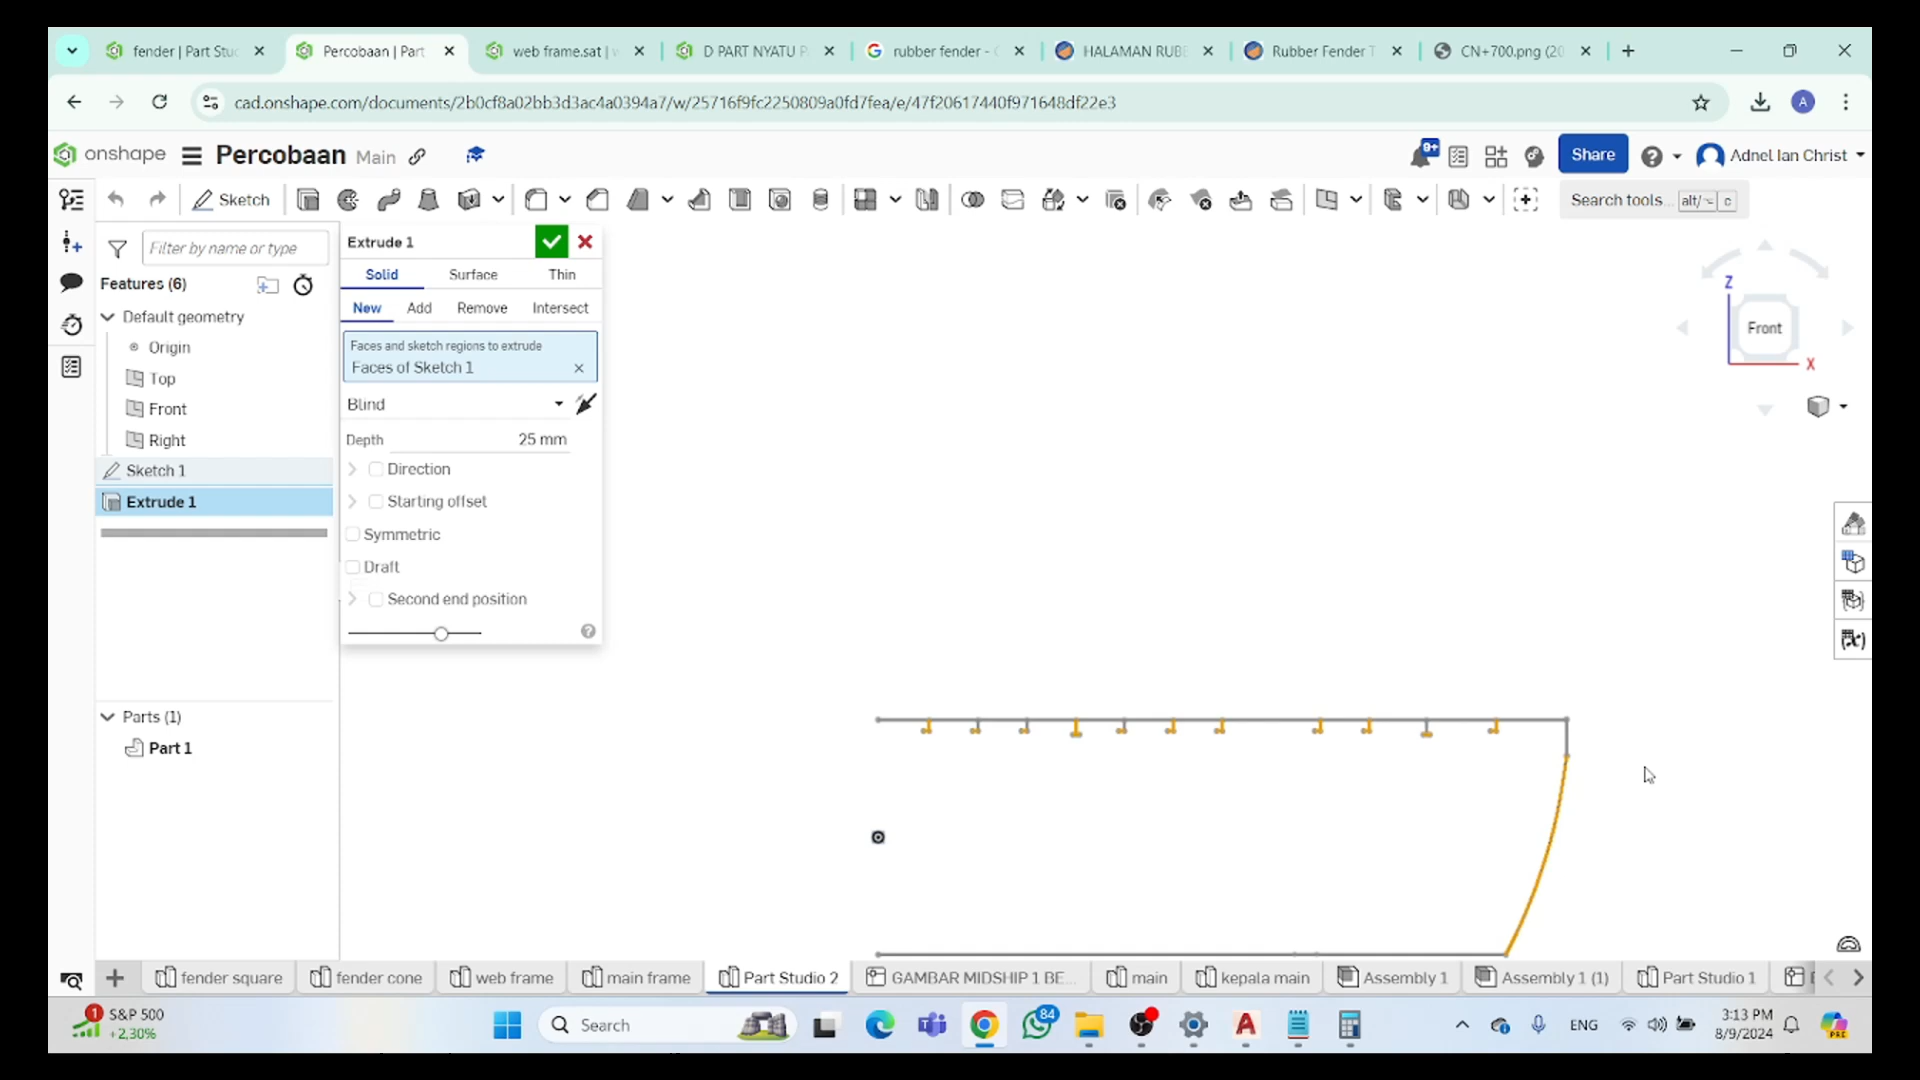 fender | Part Stuc
Percobaan | Part
web frame.sat | w
D PART NYATU P
rubber fender - G
HALAMAN RUBE
Rubber Fender T
CN+700.png (20
cad.onshape.com/documents/2b0cf8a02bb3d3ac4a0394a7/w/25716f9fc2250809a0fd7fea/e/47f20617440f971648df22e3
A
onshape
Percobaan Main
9+
Share
Adnel Ian Christ
Sketch
Search tools... alt/⌥ c
Filter by name or type
Features (6)
Default geometry
Origin
Top
Front
Right
Sketch 1
Extrude 1
Parts (1)
Part 1
Extrude 1
Solid Surface Thin
New Add Remove Intersect
Faces and sketch regions to extrude
Faces of Sketch 1
Blind
Depth 25 mm
Direction
Starting offset
Symmetric
Draft
Second end position
Z
Front
X
fender square
fender cone
web frame
main frame
Part Studio 2
GAMBAR MIDSHIP 1 BE...
main
kepala main
Assembly 1
Assembly 1 (1)
Part Studio 1
1
S&P 500
+2,30%
Search
84
ENG
3:13 PM
8/9/2024
PRE